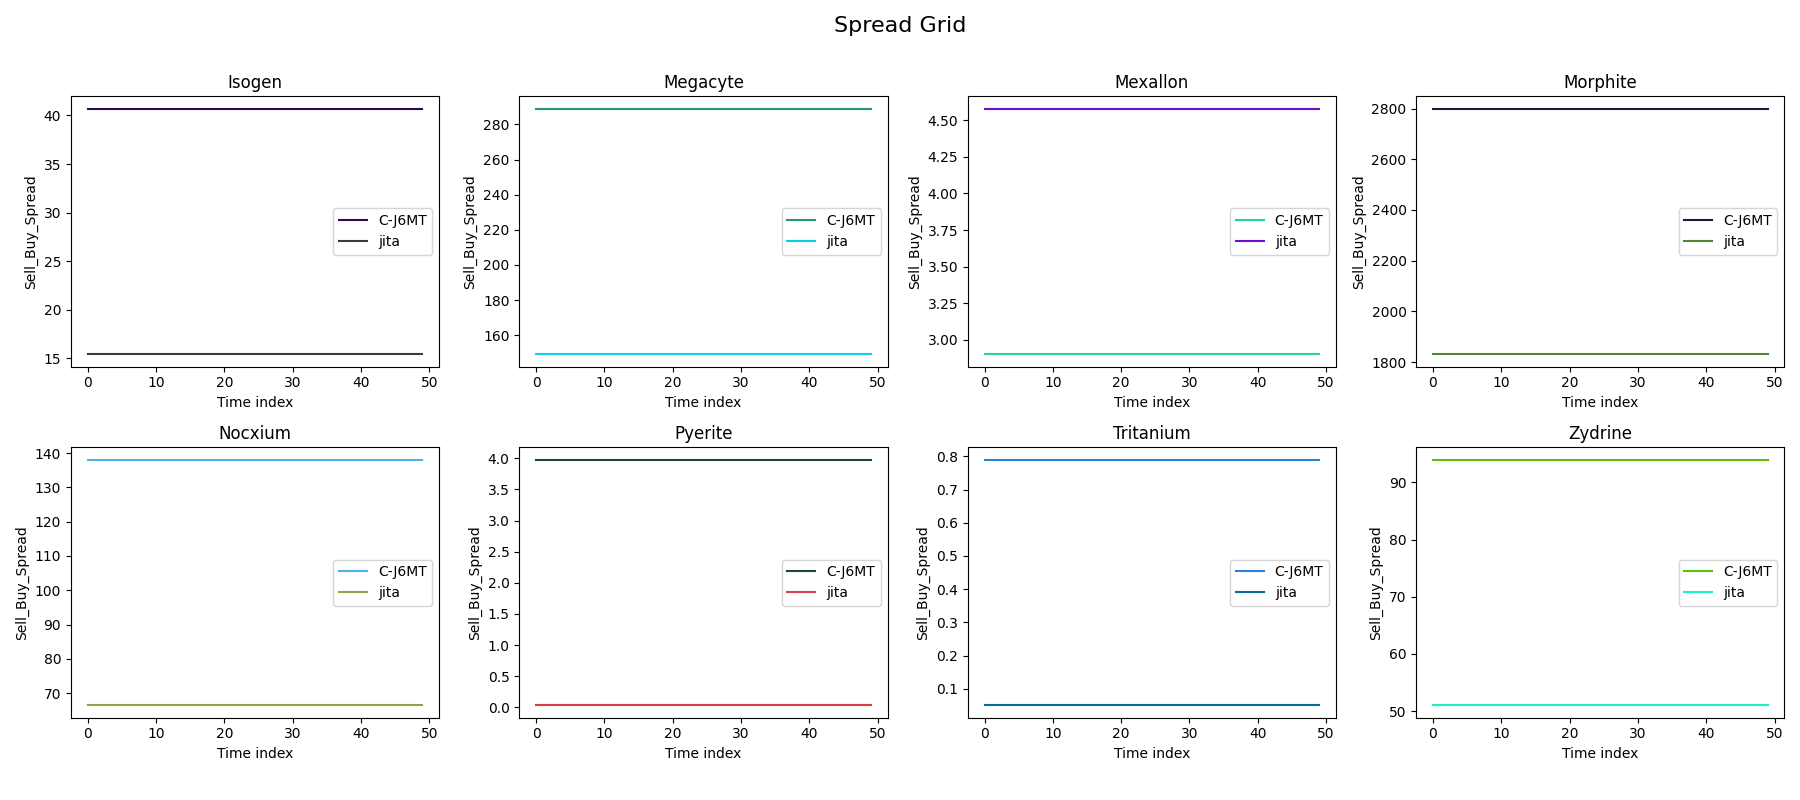 Spread Grid
Isogen
Sell_Buy_Spread
40
35
30
25
20
15
0 10 20 30 40 50
Time index
C-J6MT
jita
Megacyte
Sell_Buy_Spread
280
260
240
220
200
180
160
0 10 20 30 40 50
Time index
C-J6MT
jita
Mexallon
Sell_Buy_Spread
4.50
4.25
4.00
3.75
3.50
3.25
3.00
0 10 20 30 40 50
Time index
C-J6MT
jita
Morphite
Sell_Buy_Spread
2800
2600
2400
2200
2000
1800
0 10 20 30 40 50
Time index
C-J6MT
jita
Nocxium
Sell_Buy_Spread
140
130
120
110
100
90
80
70
0 10 20 30 40 50
Time index
C-J6MT
jita
Pyerite
Sell_Buy_Spread
4.0
3.5
3.0
2.5
2.0
1.5
1.0
0.5
0.0
0 10 20 30 40 50
Time index
C-J6MT
jita
Tritanium
Sell_Buy_Spread
0.8
0.7
0.6
0.5
0.4
0.3
0.2
0.1
0 10 20 30 40 50
Time index
C-J6MT
jita
Zydrine
Sell_Buy_Spread
90
80
70
60
50
0 10 20 30 40 50
Time index
C-J6MT
jita